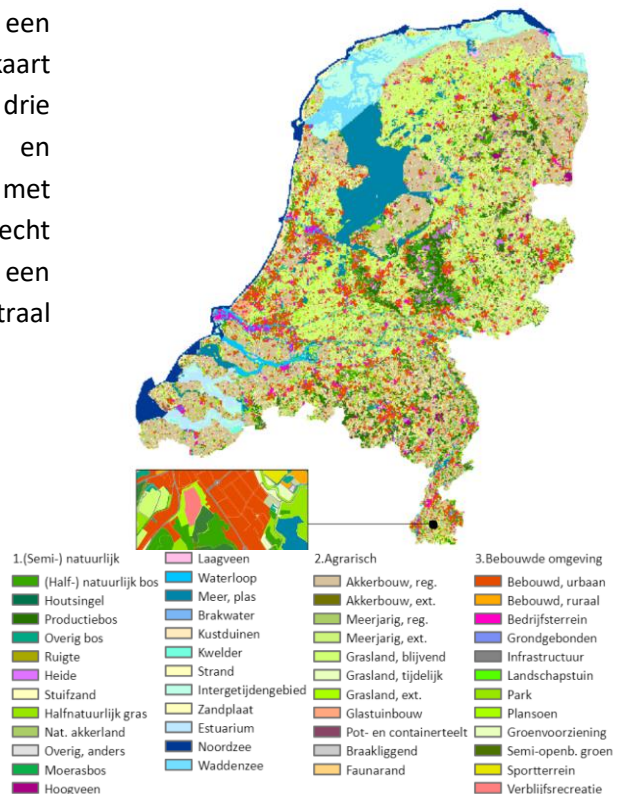 een
kaart
drie
en
met
echt
een
traal
1.(Semi-) natuurlijk
(Half-) natuurlijk bos
Houtsingel
Productiebos
Overig bos
Ruigte
Heide
Stuifzand
Halfnatuurlijk gras
Nat. akkerland
Overig, anders
Moerasbos
Hoogveen
Laagveen
Waterloop
Meer, plas
Brakwater
Kustduinen
Kwelder
Strand
Intergetijdengebied
Zandplaat
Estuarium
Noordzee
Waddenzee
2.Agrarisch
Akkerbouw, reg.
Akkerbouw, ext.
Meerjarig, reg.
Meerjarig, ext.
Grasland, blijvend
Grasland, tijdelijk
Grasland, ext.
Glastuinbouw
Pot- en containerteelt
Braakliggend
Faunarand
3.Bebouwde omgeving
Bebouwd, urbaan
Bebouwd, ruraal
Bedrijfsterrein
Grondgebonden
Infrastructuur
Landschapstuin
Park
Plansoen
Groenvoorziening
Semi-openb. groen
Sportterrein
Verblijfsrecreatie